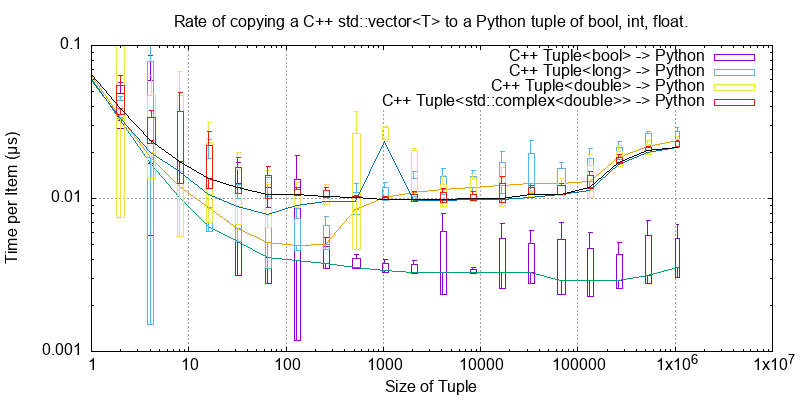 Rate of copying a C++ std::vector<T> to a Python tuple of bool, int, float.
C++ Tuple<bool> -> Python
C++ Tuple<long> -> Python
C++ Tuple<double> -> Python
C++ Tuple<std::complex<double>> -> Python
Time per Item (µs)
0.1
0.01
0.001
1 10 100 1000 10000 100000 1x10^6 1x10^7
Size of Tuple